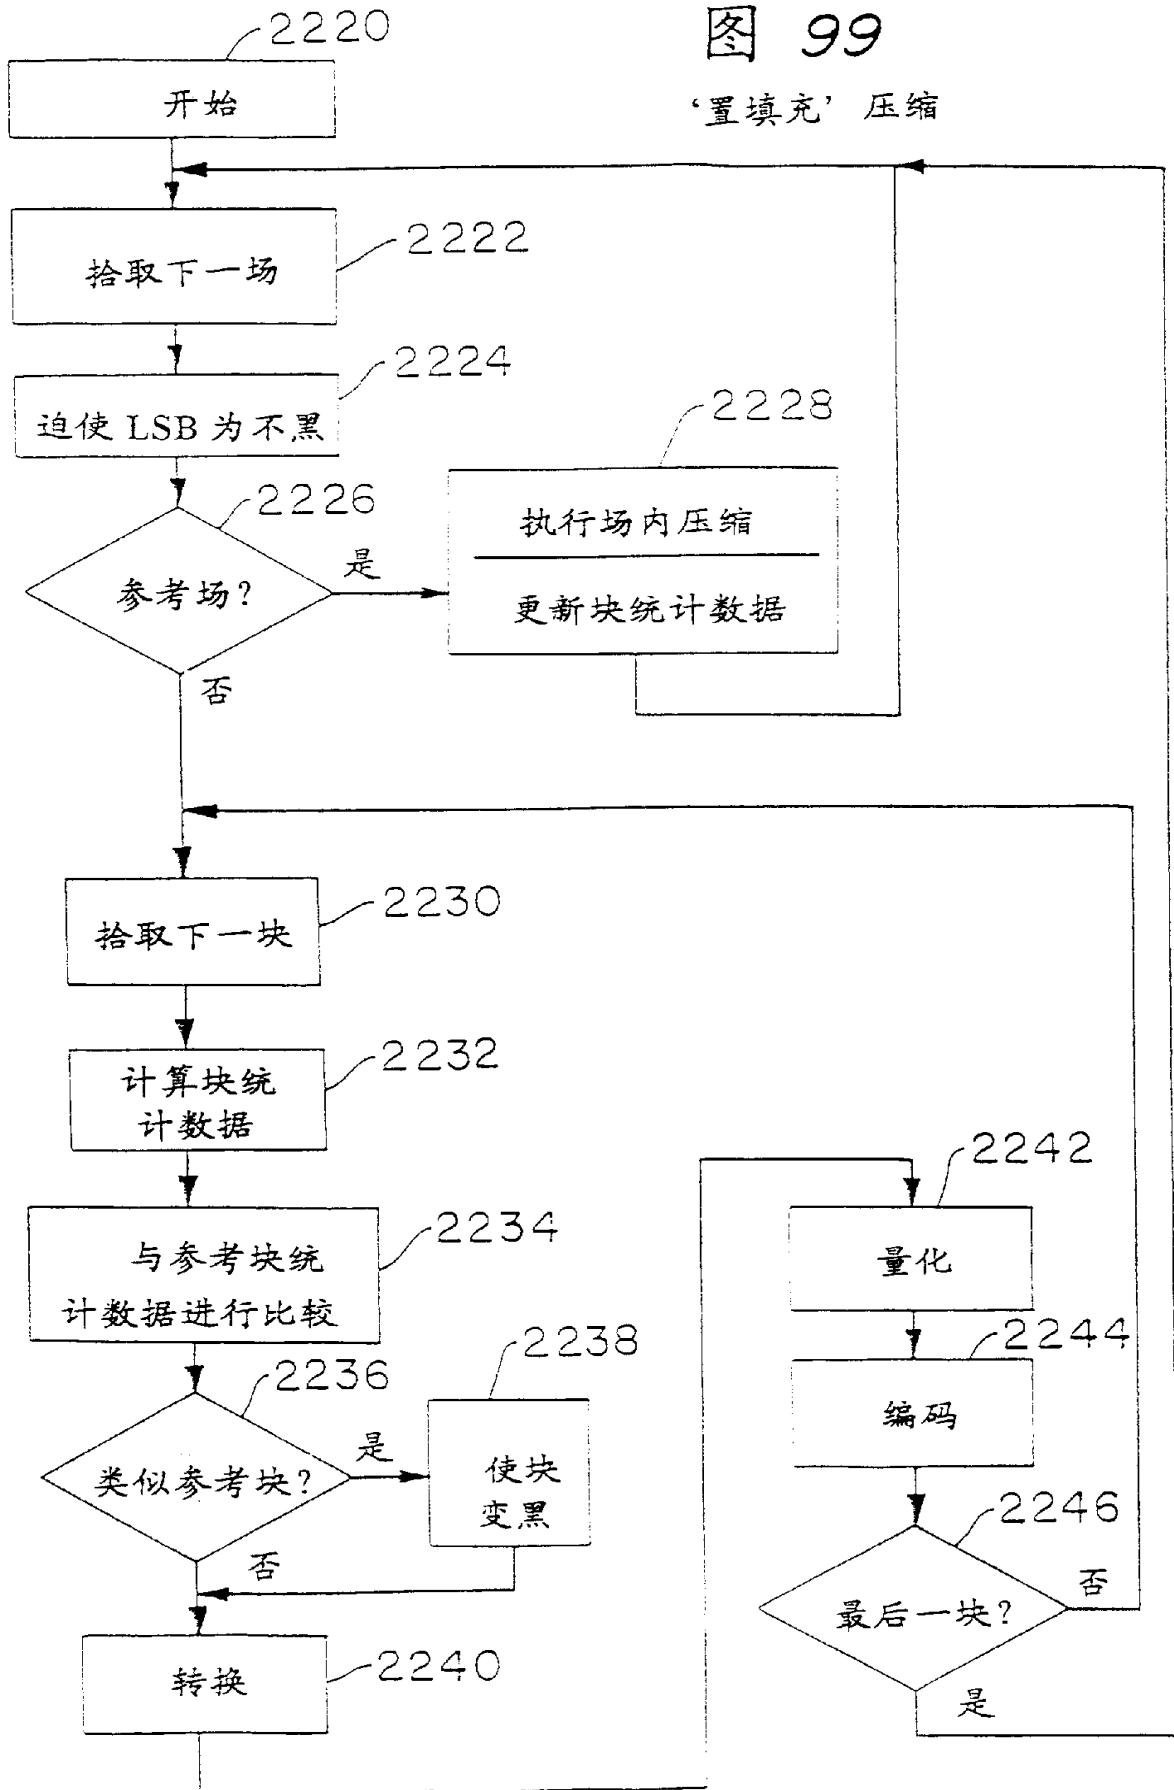 图 99
‘置填充’压缩
2220
开始
2222
拾取下一场
2224
迫使 LSB 为不黑
2226
参考场?
是
否
2228
执行场内压缩
更新块统计数据
2230
拾取下一块
2232
计算块统
计数据
2234
与参考块统
计数据进行比较
2236
类似参考块?
是
否
2238
使块
变黑
2240
转换
2242
量化
2244
编码
2246
最后一块?
否
是